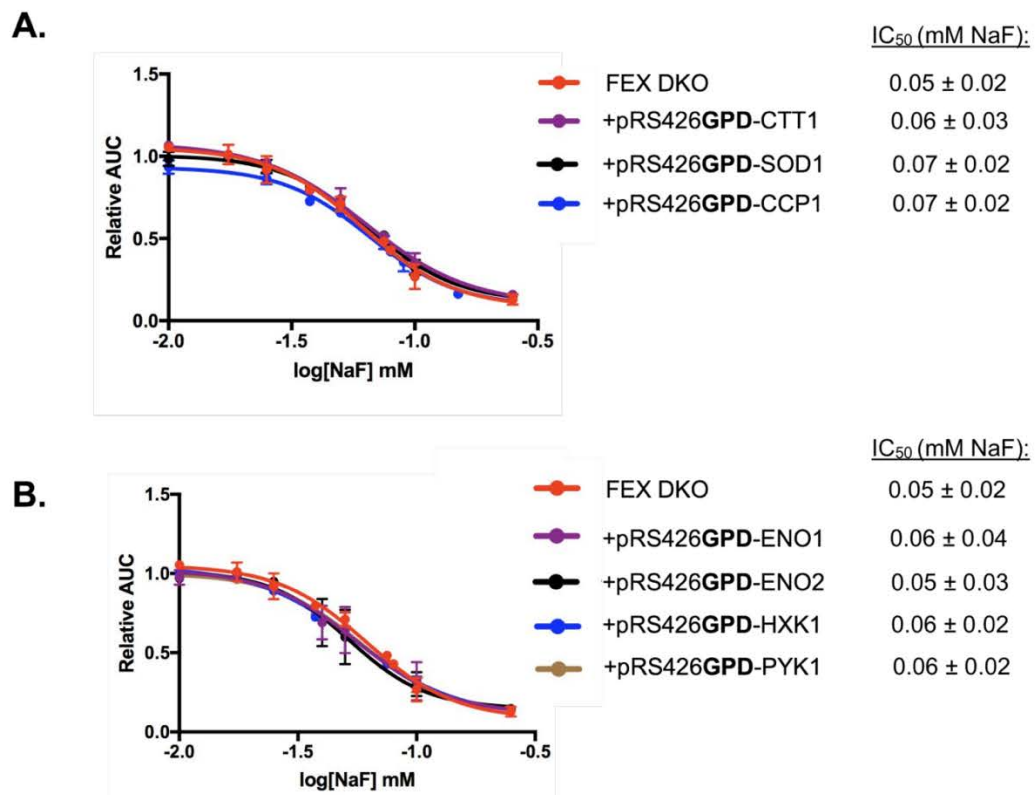 A.
IC50 (mM NaF):
FEX DKO 0.05 ± 0.02
+pRS426GPD-CTT1 0.06 ± 0.03
+pRS426GPD-SOD1 0.07 ± 0.02
+pRS426GPD-CCP1 0.07 ± 0.02
Relative AUC
1.5
1.0
0.5
0.0
-2.0 -1.5 -1.0 -0.5
log[NaF] mM
B.
IC50 (mM NaF):
FEX DKO 0.05 ± 0.02
+pRS426GPD-ENO1 0.06 ± 0.04
+pRS426GPD-ENO2 0.05 ± 0.03
+pRS426GPD-HXK1 0.06 ± 0.02
+pRS426GPD-PYK1 0.06 ± 0.02
Relative AUC
1.5
1.0
0.5
0.0
-2.0 -1.5 -1.0 -0.5
log[NaF] mM